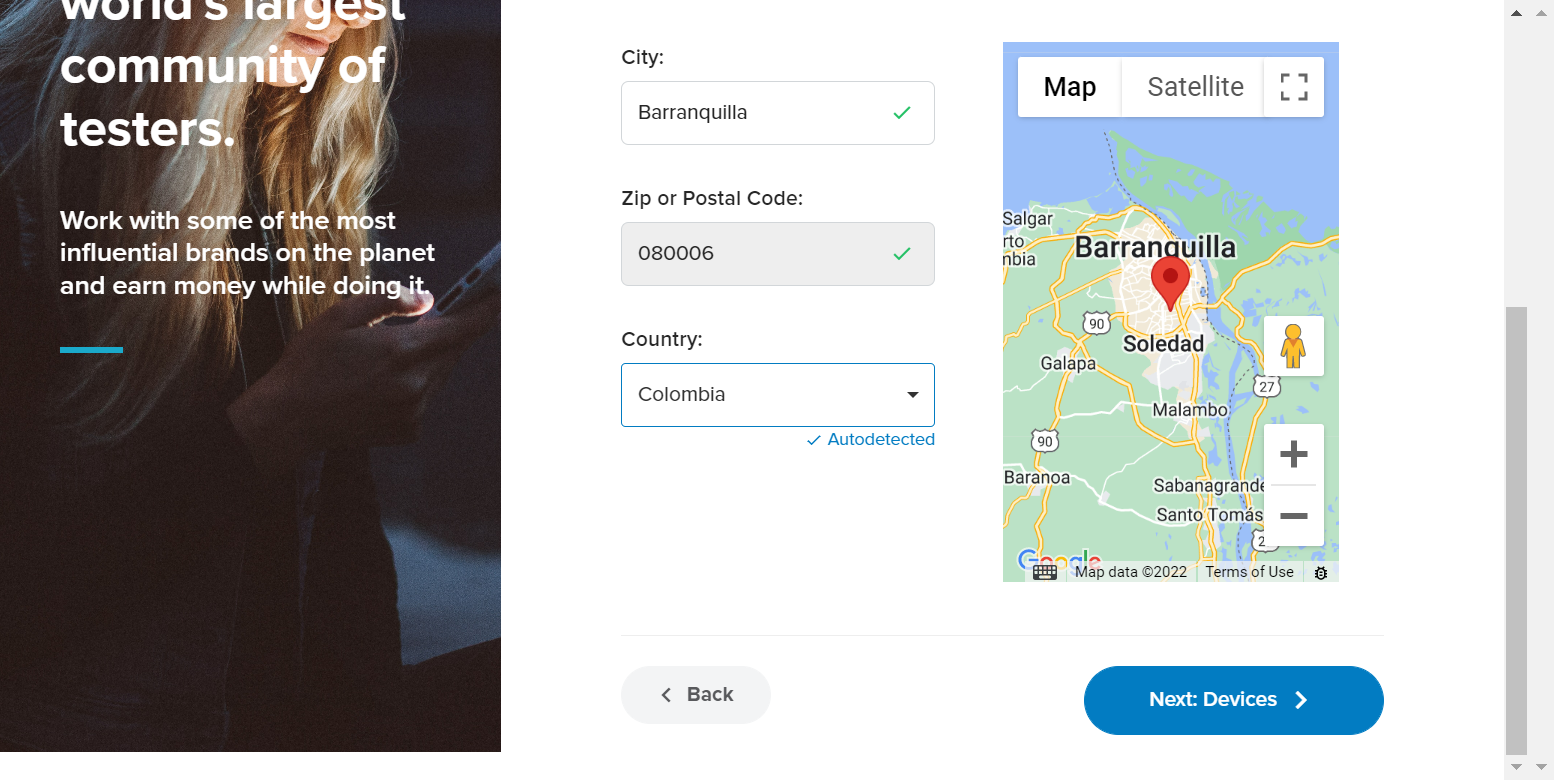 world's largest
community of
testers.
Work with some of the most
influential brands on the planet
and earn money while doing it.
City:
Barranquilla
Zip or Postal Code:
080006
Country:
Colombia
Autodetected
Map Satellite
Salgar
rto
nbia
Barranquilla
90
Soledad
Galapa
27
Malambo
90
Baranoa
Sabanagrande
Santo Tomás
2
Google
Map data ©2022 Terms of Use
Back
Next: Devices